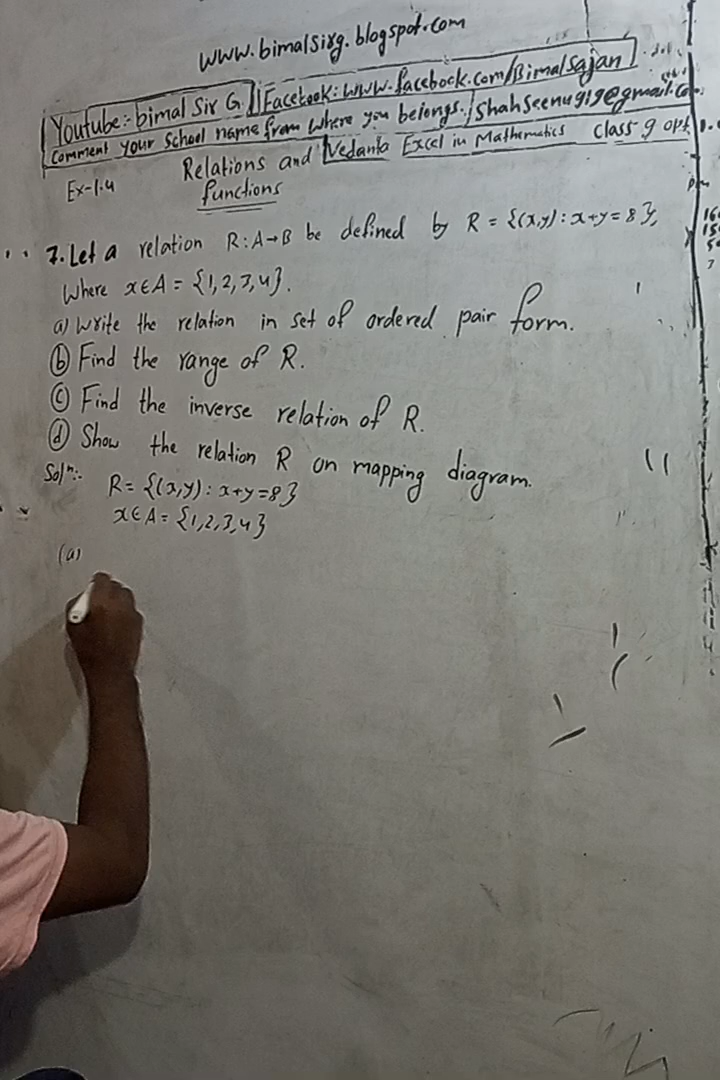 www.bimalsirg.blogspot.com
Youtube:- bimal Sir G Facebook: www.facebook.com/Bimalsajan
Comment your School name from where you belongs. shahseenu919@gmail.co
Relations and Vedanta Excel in Mathematics Class 9 opt
functions
Ex-1.4
7. Let a relation R:A→B be defined by R = {(x,y): x+y=8},
Where x∈A = {1,2,3,4}.
a) Write the relation in set of ordered pair form.
(b) Find the range of R.
(c) Find the inverse relation of R.
(d) Show the relation R on mapping diagram.
Solⁿ:-
R= {(x,y): x+y=8}
x∈A= {1,2,3,4}
(a)